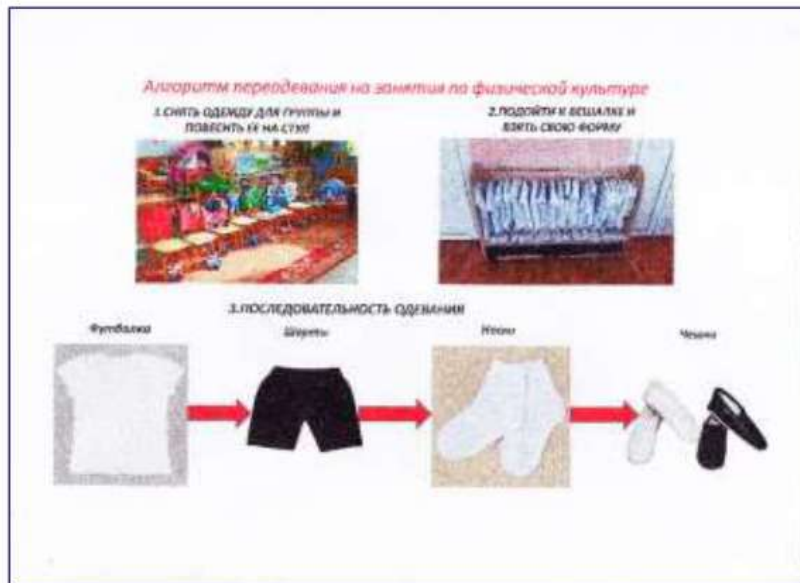 Алгоритм переодевания на занятия по физической культуре
1.СНЯТЬ ОДЕЖДУ ДЛЯ ГРУППЫ И
ПОВЕСИТЬ ЕЕ НА СТУЛ
2.ПОДОЙТИ К ВЕШАЛКЕ И
ВЗЯТЬ СВОЮ ФОРМУ
3.ПОСЛЕДОВАТЕЛЬНОСТЬ ОДЕВАНИЯ
Футболка
Шорты
Носки
Чешки